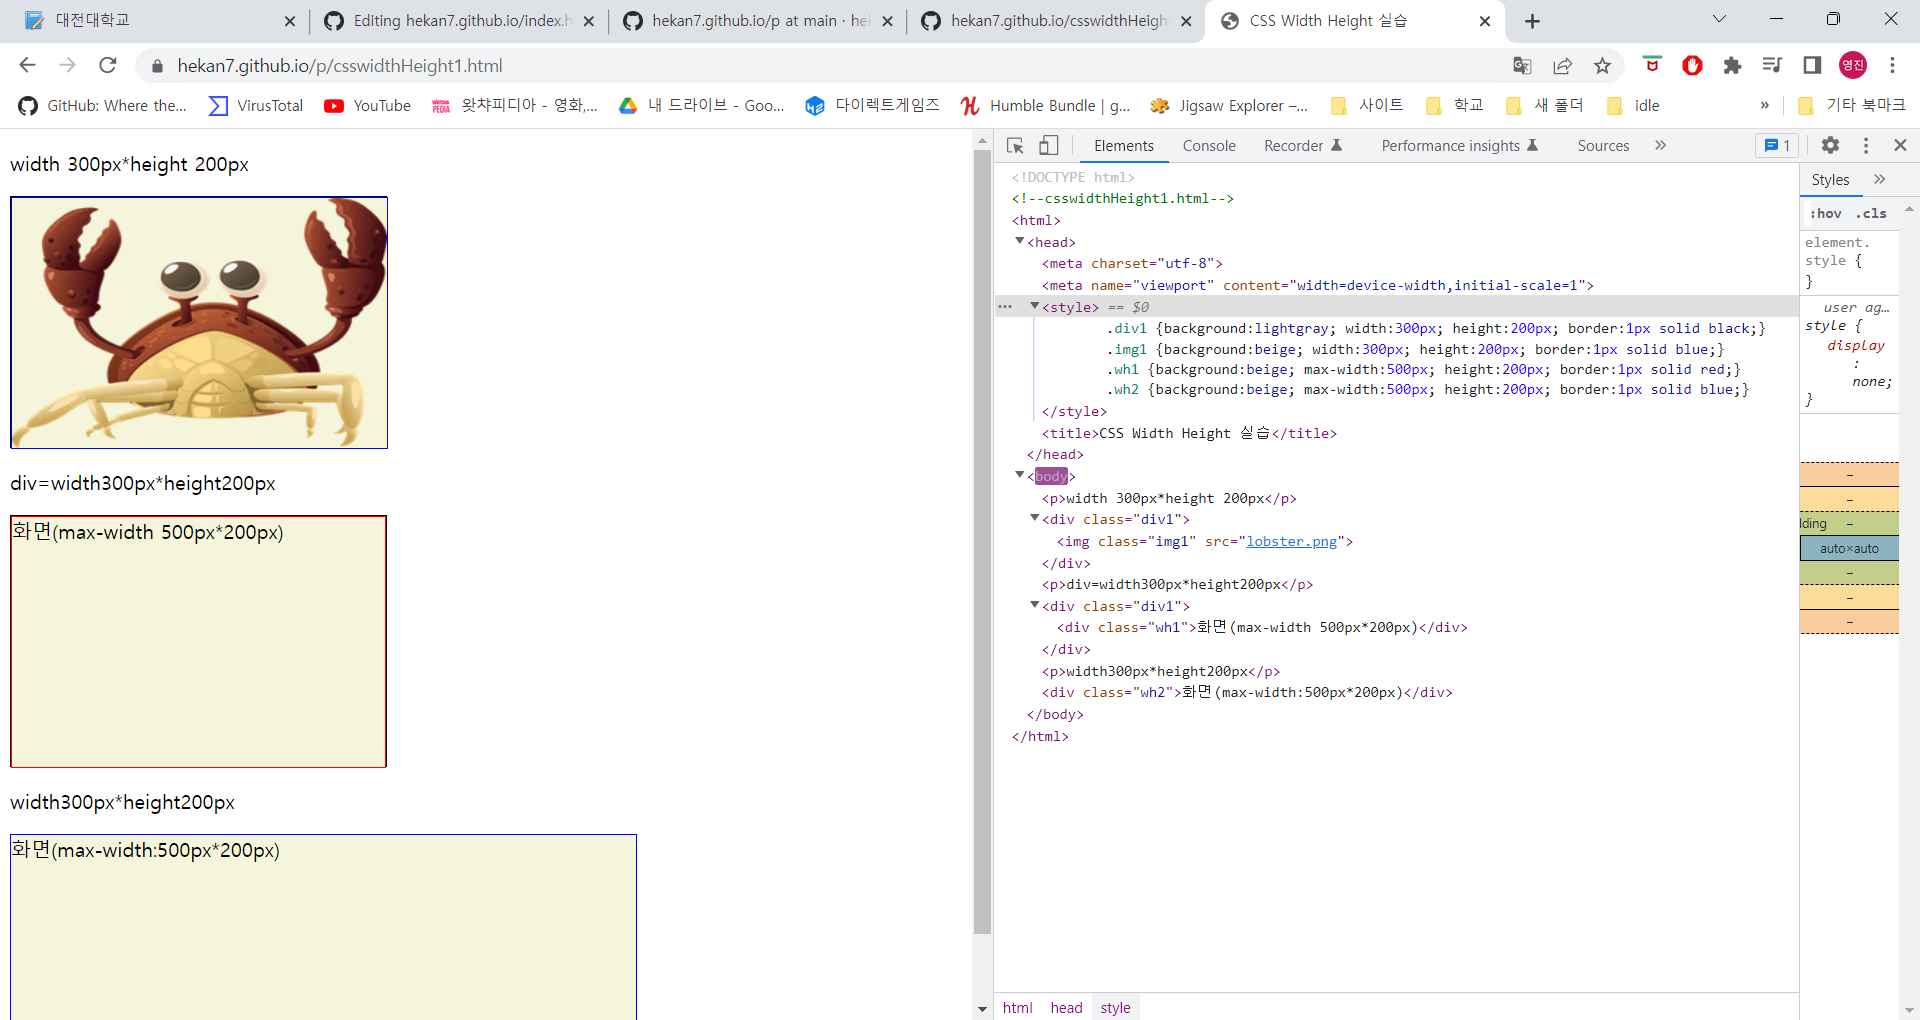 대전대학교
Editing hekan7.github.io/index.h
hekan7.github.io/p at main · hek
hekan7.github.io/csswidthHeight
CSS Width Height 실습
hekan7.github.io/p/csswidthHeight1.html
영진
GitHub: Where the...
VirusTotal
YouTube
WATCHA PEDIA
왓챠피디아 - 영화,...
내 드라이브 - Goo...
다이렉트게임즈
Humble Bundle | g...
Jigsaw Explorer –...
사이트
학교
새 폴더
idle
»
기타 북마크
width 300px*height 200px
div=width300px*height200px
화면(max-width 500px*200px)
width300px*height200px
화면(max-width:500px*200px)
Elements
Console
Recorder
Performance insights
Sources
»
1
<!DOCTYPE html>
<!--csswidthHeight1.html-->
<html>
<head>
<meta charset="utf-8">
<meta name="viewport" content="width=device-width,initial-scale=1">
<style> == $0
.div1 {background:lightgray; width:300px; height:200px; border:1px solid black;}
.img1 {background:beige; width:300px; height:200px; border:1px solid blue;}
.wh1 {background:beige; max-width:500px; height:200px; border:1px solid red;}
.wh2 {background:beige; max-width:500px; height:200px; border:1px solid blue;}
</style>
<title>CSS Width Height 실습</title>
</head>
<body>
<p>width 300px*height 200px</p>
<div class="div1">
<img class="img1" src="lobster.png">
</div>
<p>div=width300px*height200px</p>
<div class="div1">
<div class="wh1">화면(max-width 500px*200px)</div>
</div>
<p>width300px*height200px</p>
<div class="wh2">화면(max-width:500px*200px)</div>
</body>
</html>
html head style
Styles
»
:hov .cls
element.
style {
}
user ag…
style {
display
:
none;
}
–
–
dding –
auto×auto
–
–
–